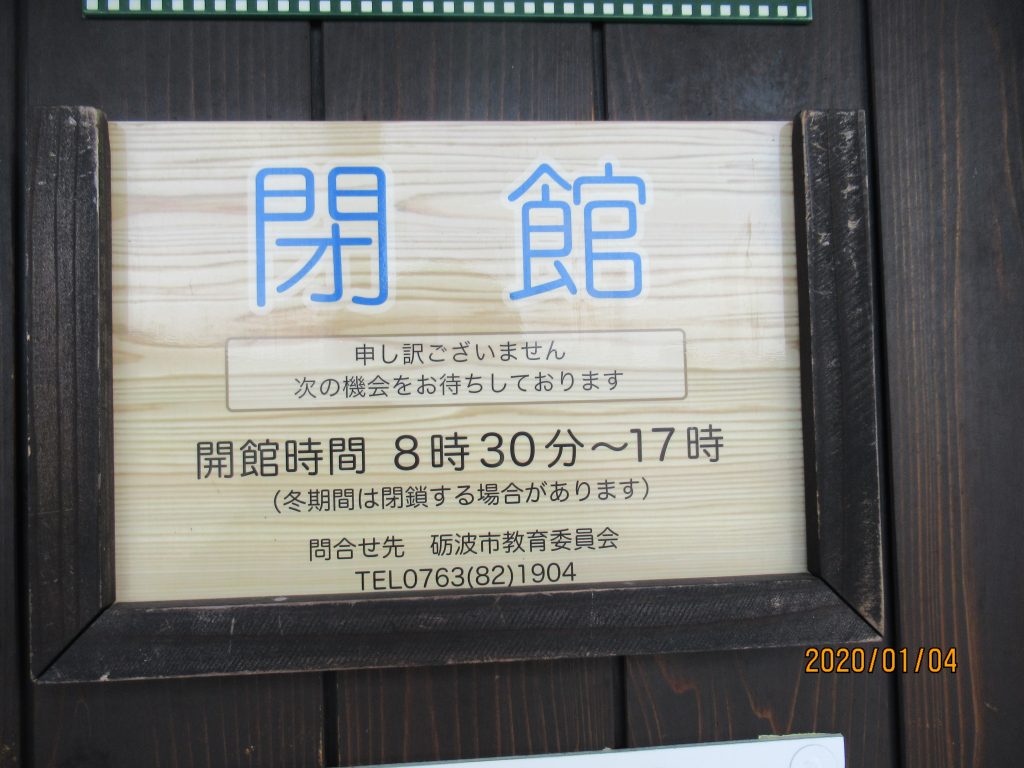 閉館
申し訳ございません
次の機会をお待ちしております
開館時間 8時30分～17時
（冬期間は閉鎖する場合があります）
問合せ先 砺波市教育委員会
TEL0763(82)1904
2020/01/04